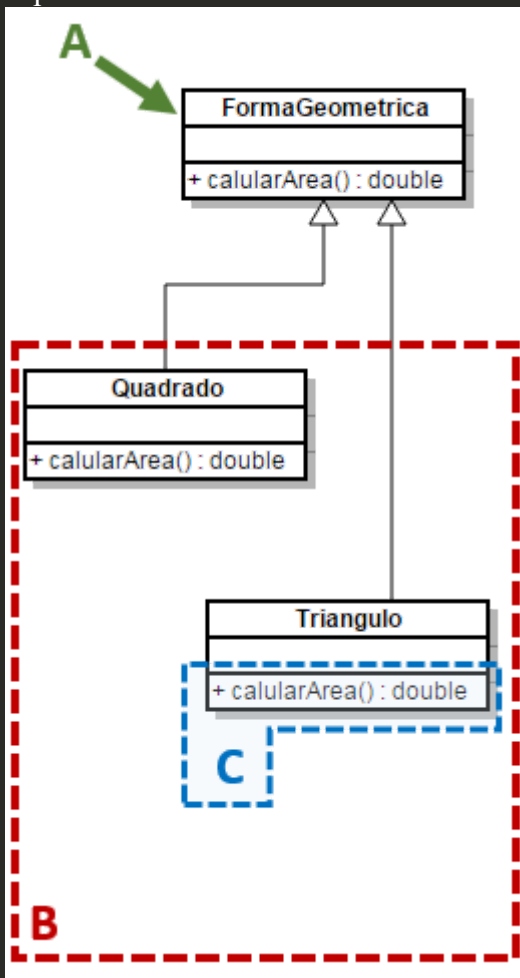 A
FormaGeometrica
+ calularArea() : double
Quadrado
+ calularArea() : double
Triangulo
+ calularArea() : double
C
B